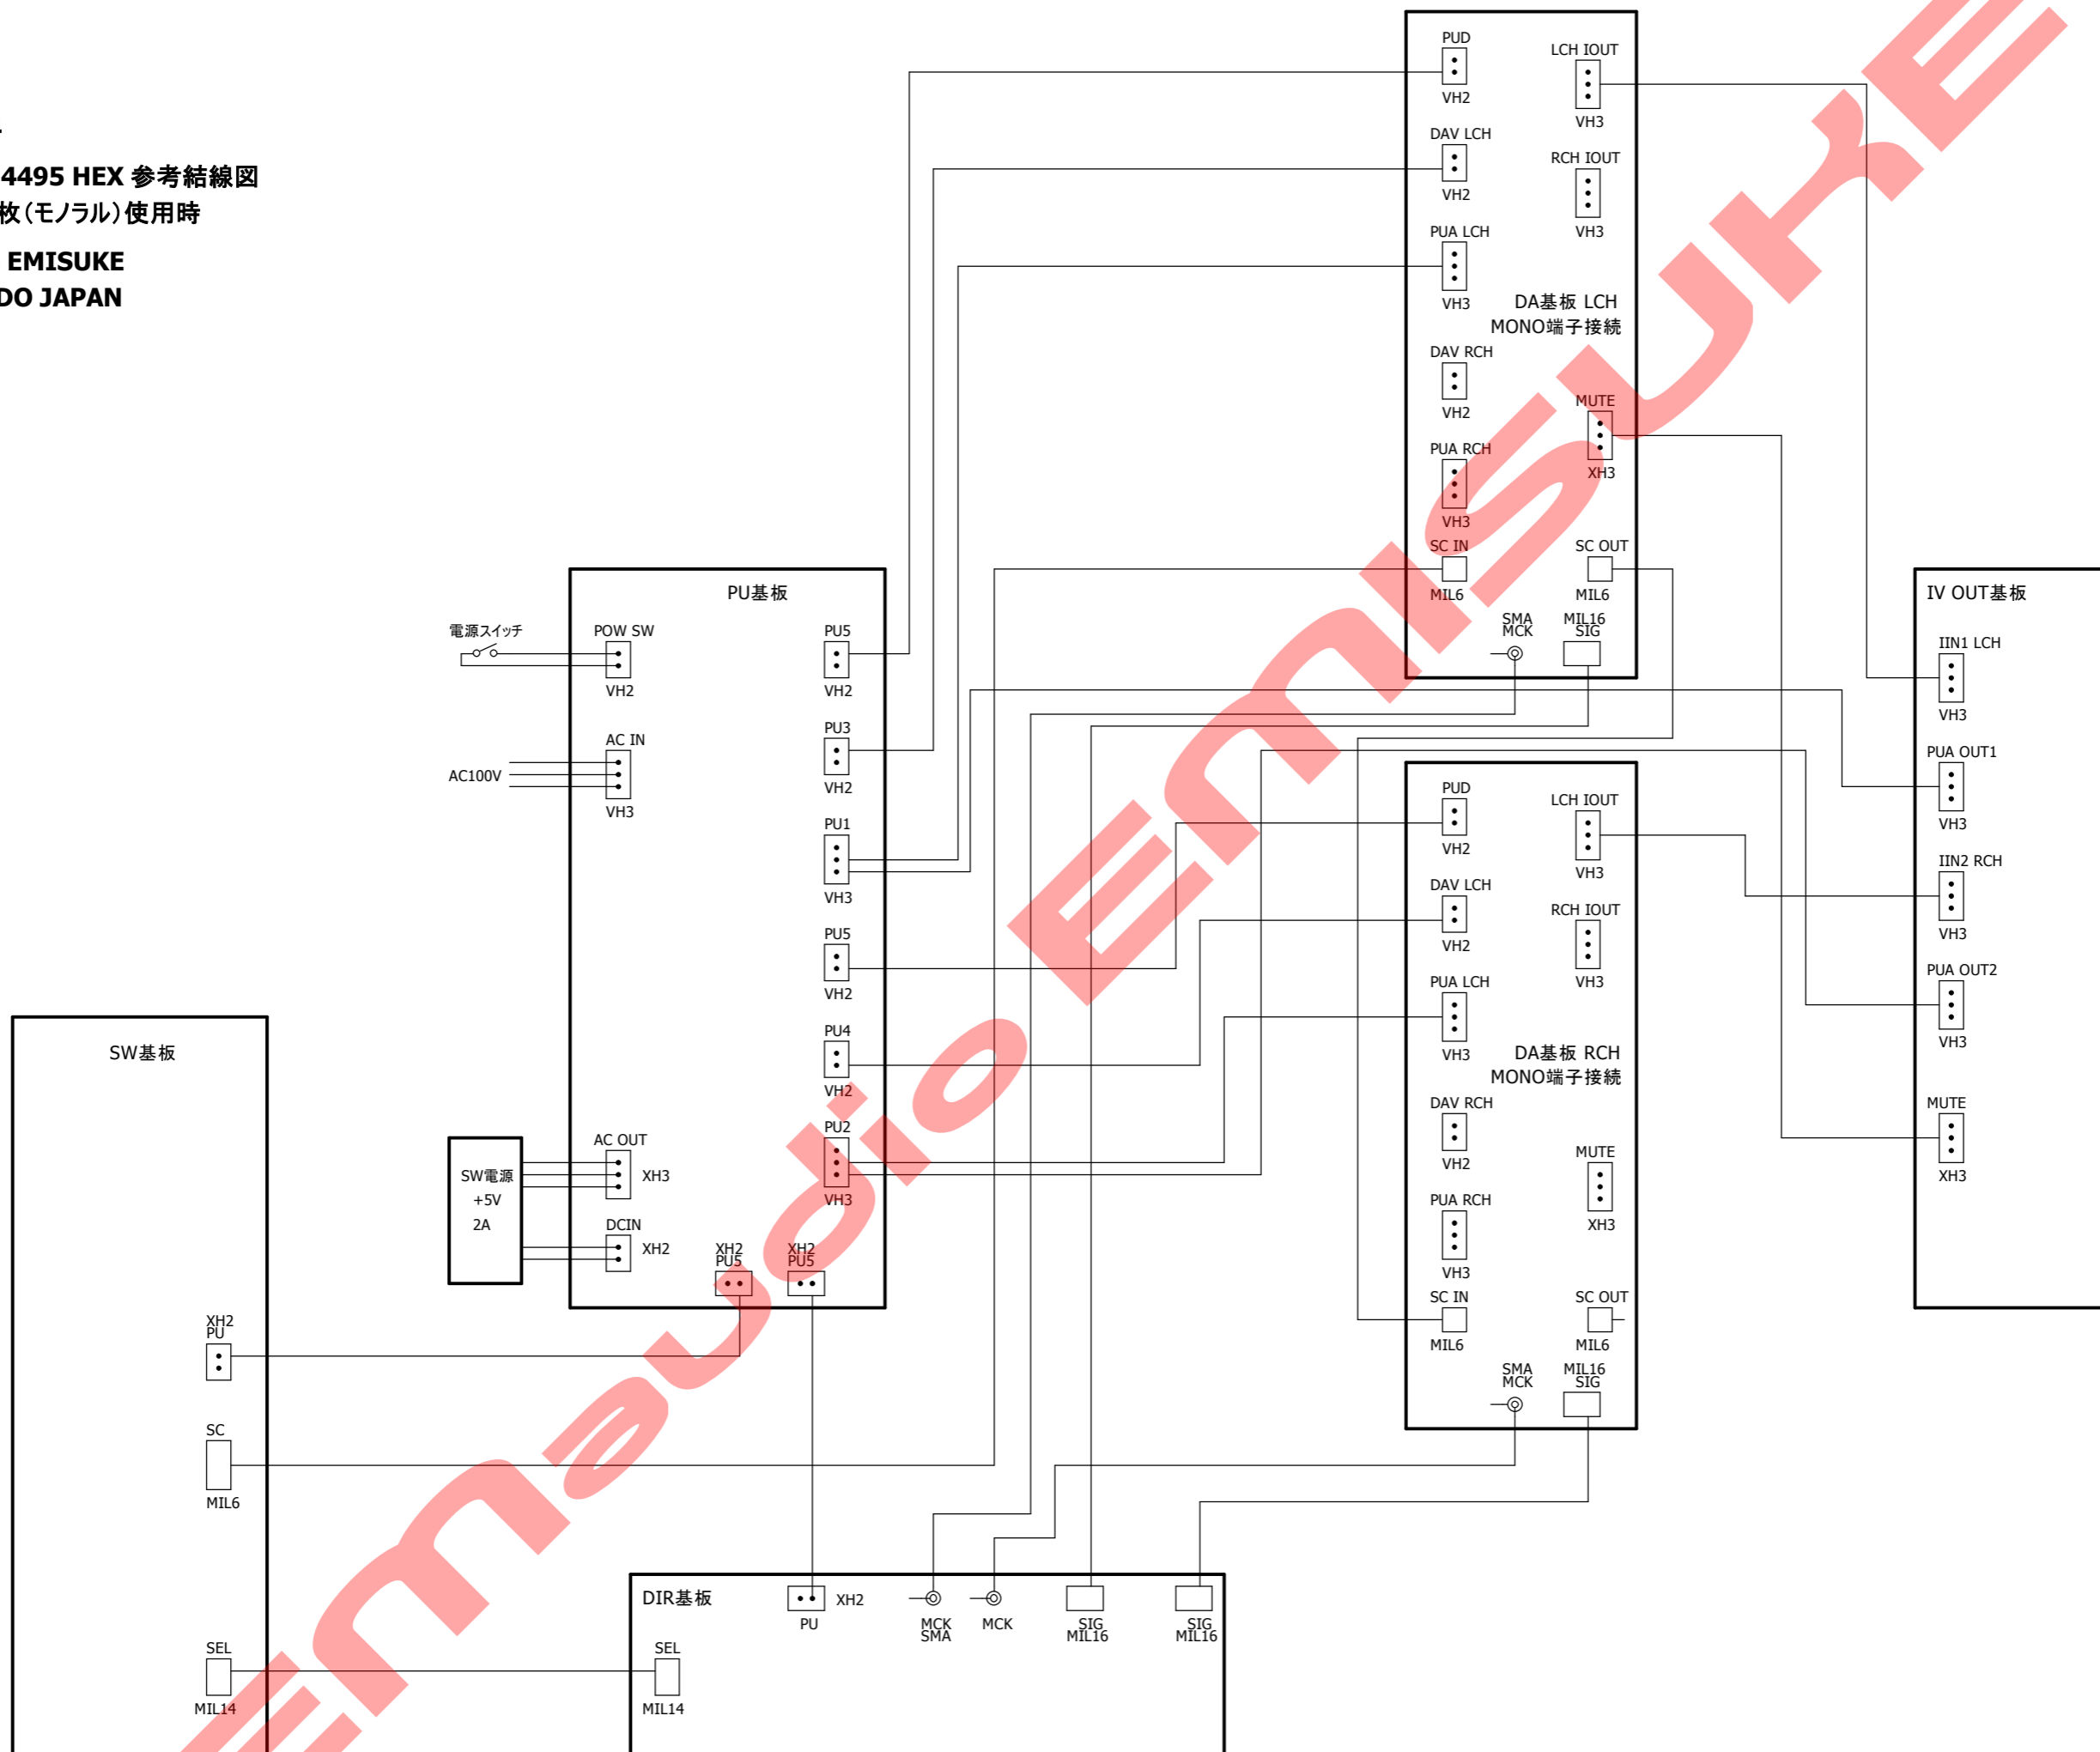 4495 HEX 参考結線図
枚(モノラル)使用時
EMISUKE
DO JAPAN
PU基板
電源スイッチ
POW SW
VH2
AC IN
AC100V
VH3
PU5
VH2
PU3
VH2
PU1
VH3
PU5
VH2
PU4
VH2
PU2
VH3
AC OUT
XH3
SW電源
+5V
2A
DCIN
XH2
XH2
PU5
XH2
PU5
SW基板
XH2
PU
SC
MIL6
SEL
MIL14
DIR基板
PU
XH2
MCK
SMA
MCK
SIG
MIL16
SIG
MIL16
SEL
MIL14
PUD
VH2
DAV LCH
VH2
PUA LCH
VH3
DA基板 LCH
MONO端子接続
DAV RCH
VH2
PUA RCH
VH3
SC IN
MIL6
LCH IOUT
VH3
RCH IOUT
VH3
MUTE
XH3
SC OUT
MIL6
SMA
MCK
MIL16
SIG
PUD
VH2
DAV LCH
VH2
PUA LCH
VH3
DA基板 RCH
MONO端子接続
DAV RCH
VH2
PUA RCH
VH3
SC IN
MIL6
LCH IOUT
VH3
RCH IOUT
VH3
MUTE
XH3
SC OUT
MIL6
SMA
MCK
MIL16
SIG
IV OUT基板
IIN1 LCH
VH3
PUA OUT1
VH3
IIN2 RCH
VH3
PUA OUT2
VH3
MUTE
XH3
Emaudio EmISUKE